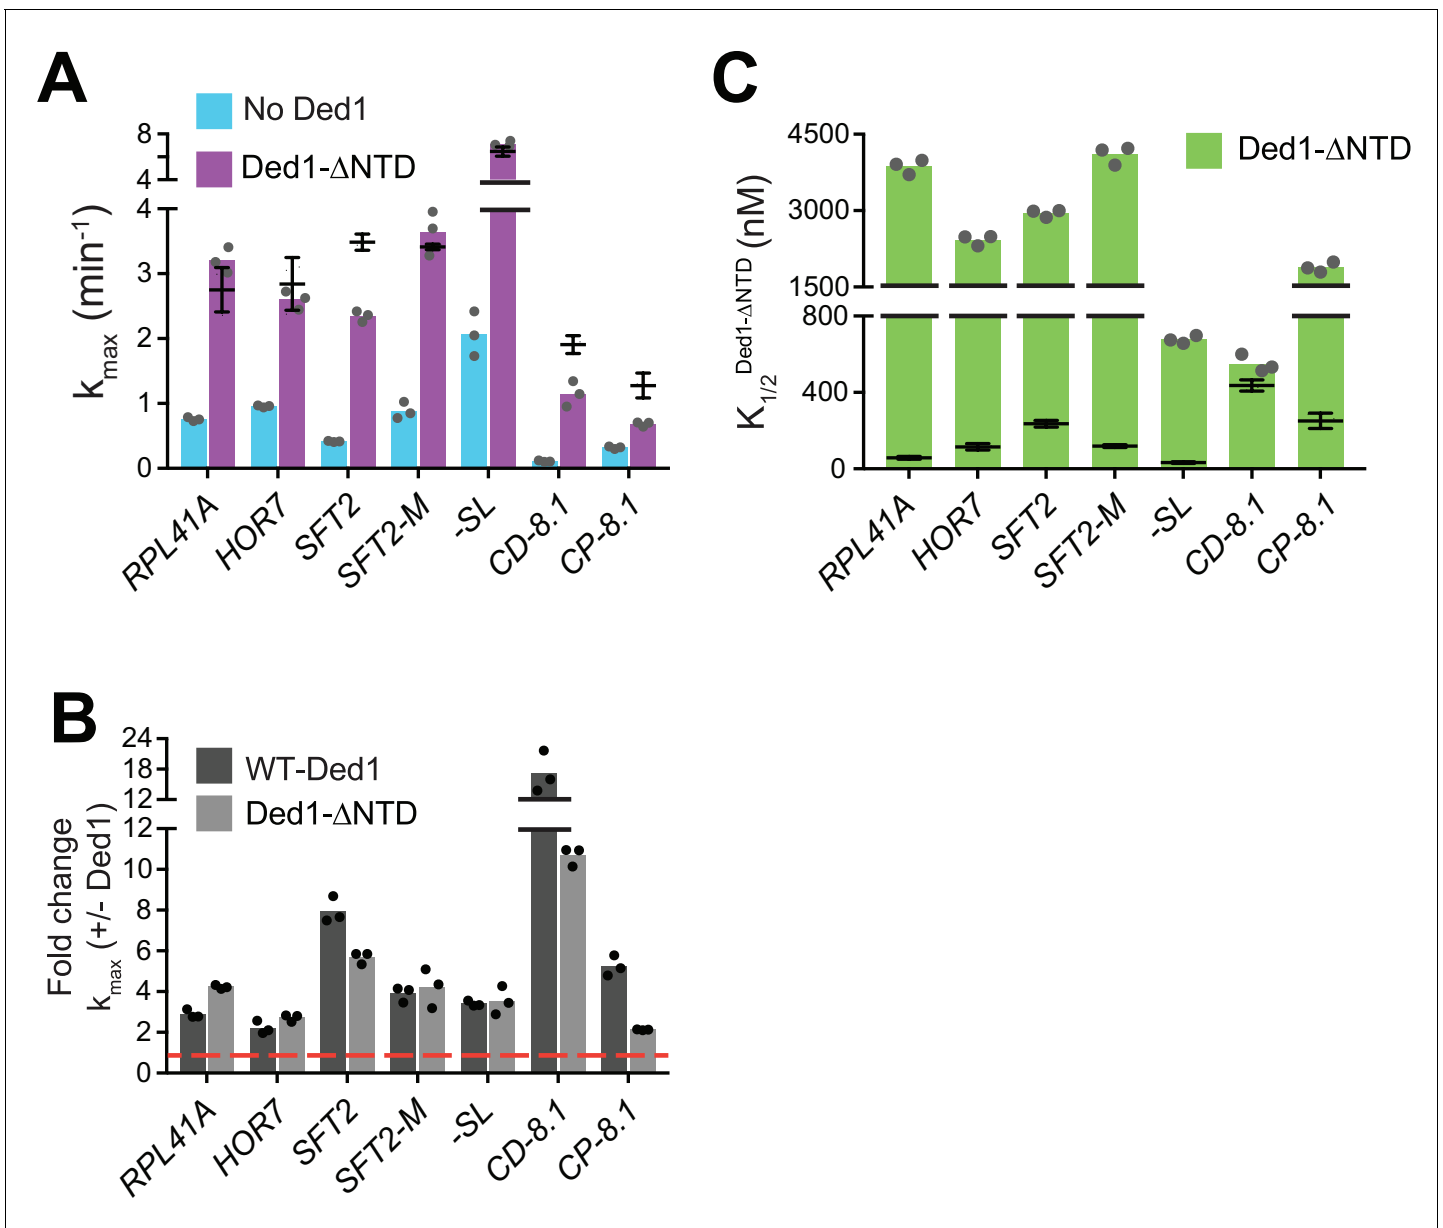 A
No Ded1
Ded1-ΔNTD
8
4
4
3
2
1
0
kmax (min-1)
RPL41A
HOR7
SFT2
SFT2-M
-SL
CD-8.1
CP-8.1
C
Ded1-ΔNTD
4500
3000
1500
800
400
0
K1/2Ded1-ΔNTD (nM)
RPL41A
HOR7
SFT2
SFT2-M
-SL
CD-8.1
CP-8.1
B
WT-Ded1
Ded1-ΔNTD
24
18
12
12
10
8
6
4
2
0
Fold change
kmax (+/- Ded1)
RPL41A
HOR7
SFT2
SFT2-M
-SL
CD-8.1
CP-8.1